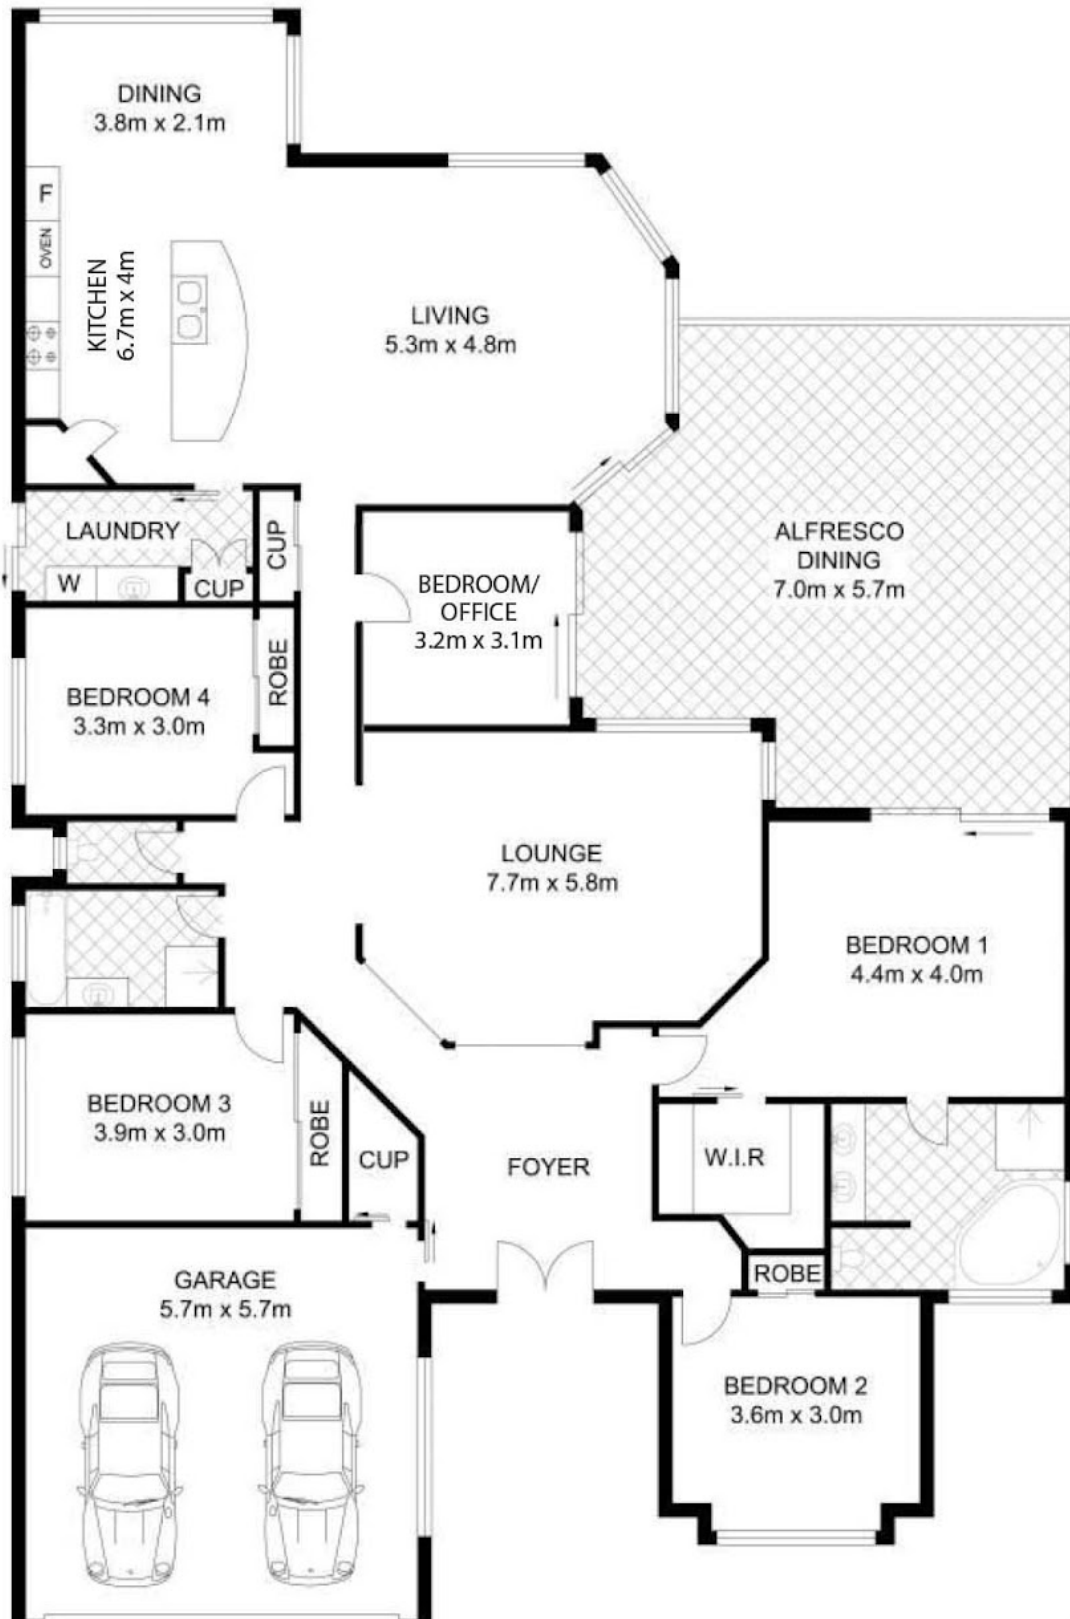 DINING
3.8m x 2.1m
F
OVEN
KITCHEN
6.7m x 4m
LIVING
5.3m x 4.8m
LAUNDRY
W
CUP
CUP
BEDROOM/
OFFICE
3.2m x 3.1m
ALFRESCO
DINING
7.0m x 5.7m
BEDROOM 4
3.3m x 3.0m
ROBE
LOUNGE
7.7m x 5.8m
BEDROOM 1
4.4m x 4.0m
BEDROOM 3
3.9m x 3.0m
ROBE
CUP
FOYER
W.I.R
ROBE
GARAGE
5.7m x 5.7m
BEDROOM 2
3.6m x 3.0m